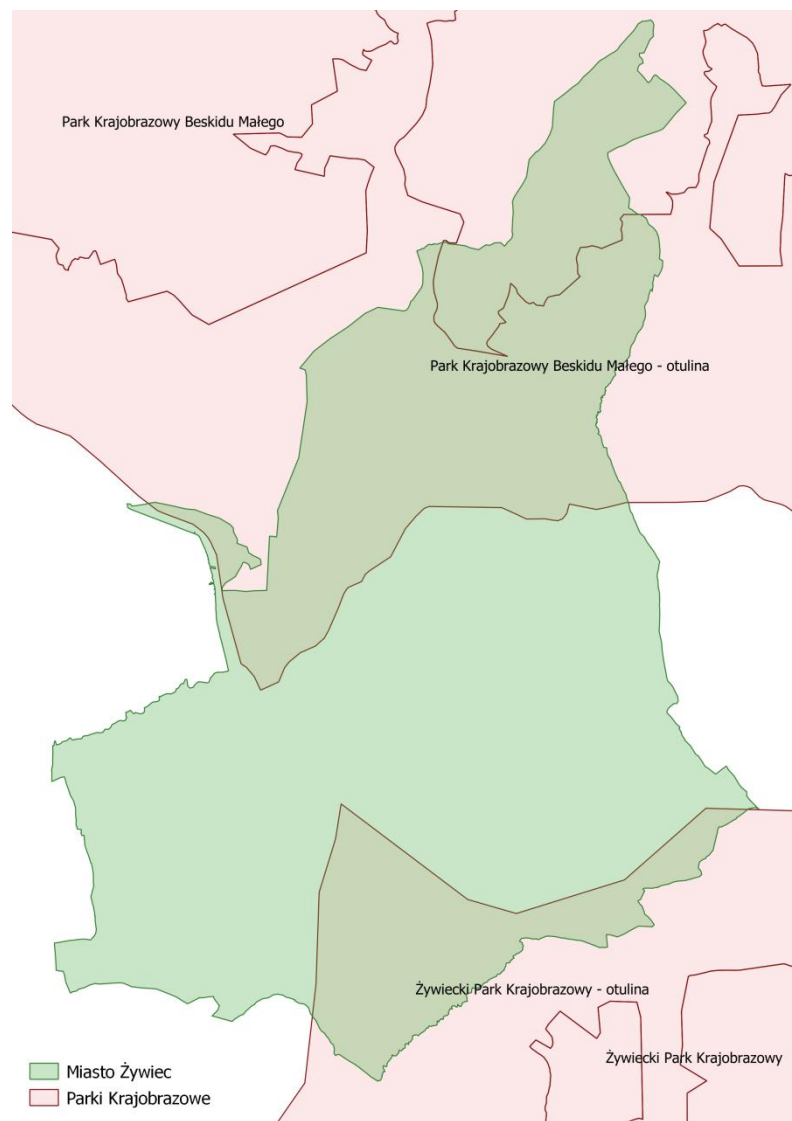 Park Krajobrazowy Beskidu Małego
Park Krajobrazowy Beskidu Małego - otulina
Żywiecki Park Krajobrazowy - otulina
Żywiecki Park Krajobrazowy
Miasto Żywiec
Parki Krajobrazowe